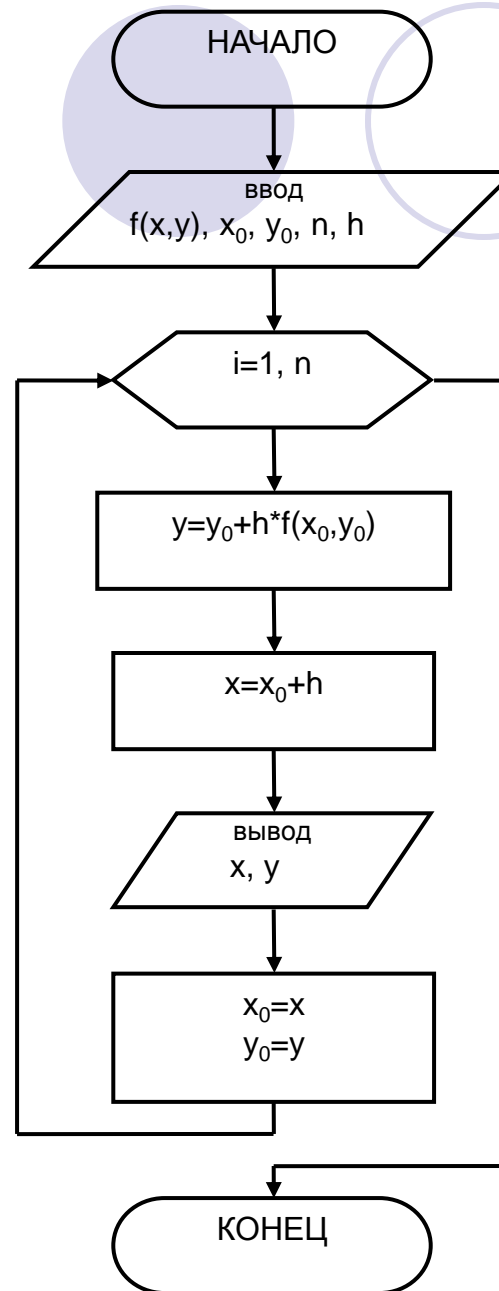 НАЧАЛО
ввод
f(x,y), x₀, y₀, n, h
i=1, n
y=y₀+h*f(x₀,y₀)
x=x₀+h
вывод
x, y
x₀=x
y₀=y
КОНЕЦ